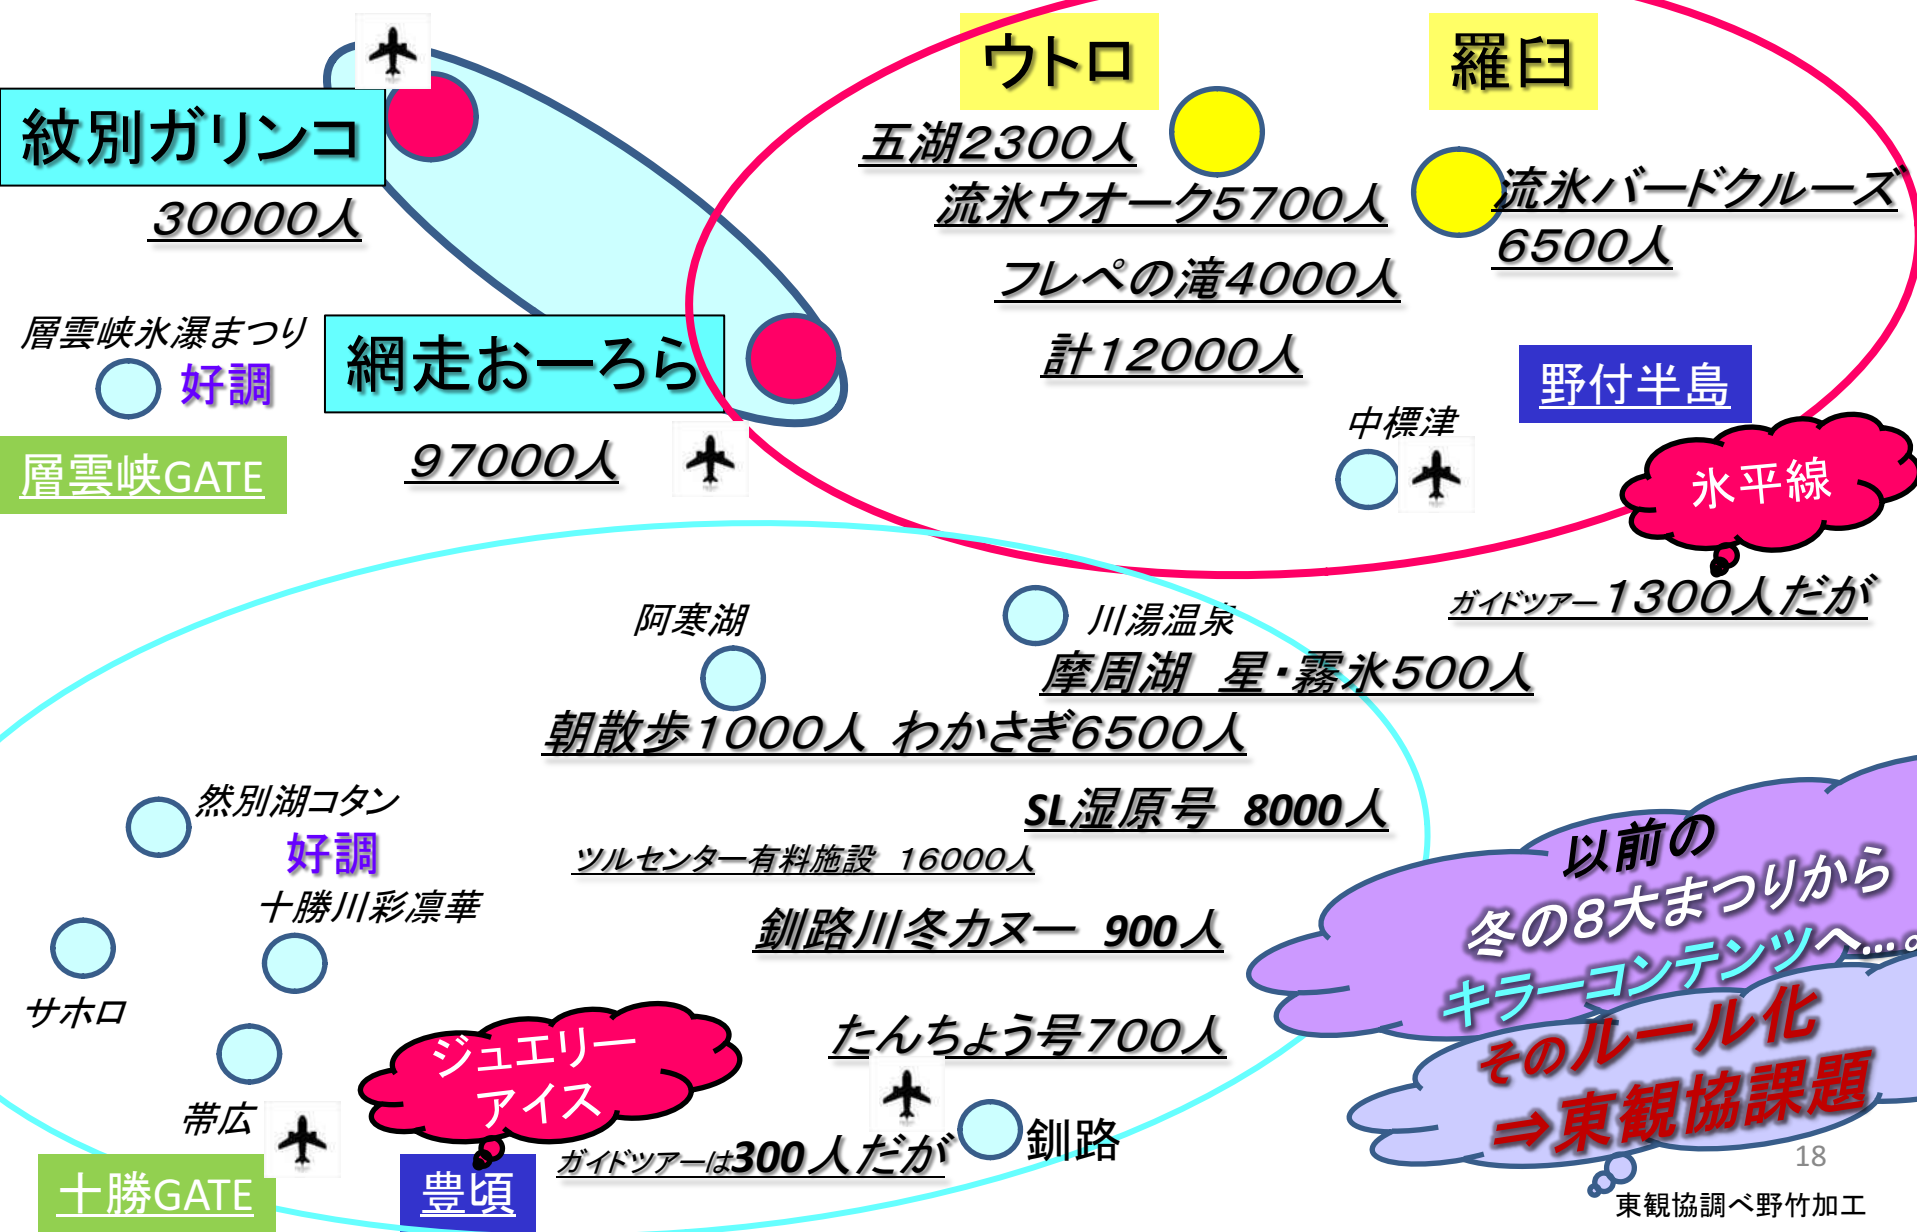 ウトロ
羅臼
紋別ガリンコ
30000人
五湖2300人
流氷ウオーク5700人
フレペの滝4000人
計12000人
流氷バードクルーズ
6500人
層雲峡氷瀑まつり
好調
層雲峡GATE
網走おーろら
97000人
野付半島
中標津
氷平線
ガイドツアー1300人だが
阿寒湖
川湯温泉
摩周湖 星・霧氷500人
朝散歩1000人 わかさぎ6500人
然別湖コタン
好調
SL湿原号 8000人
ツルセンター有料施設 16000人
十勝川彩凛華
釧路川冬カヌー 900人
サホロ
たんちょう号700人
ジュエリー
アイス
帯広
釧路
ガイドツアーは300人だが
十勝GATE
豊頃
以前の
冬の8大まつりから
キラーコンテンツへ…。
そのルール化
⇒東観協課題
18
東観協調べ野竹加工